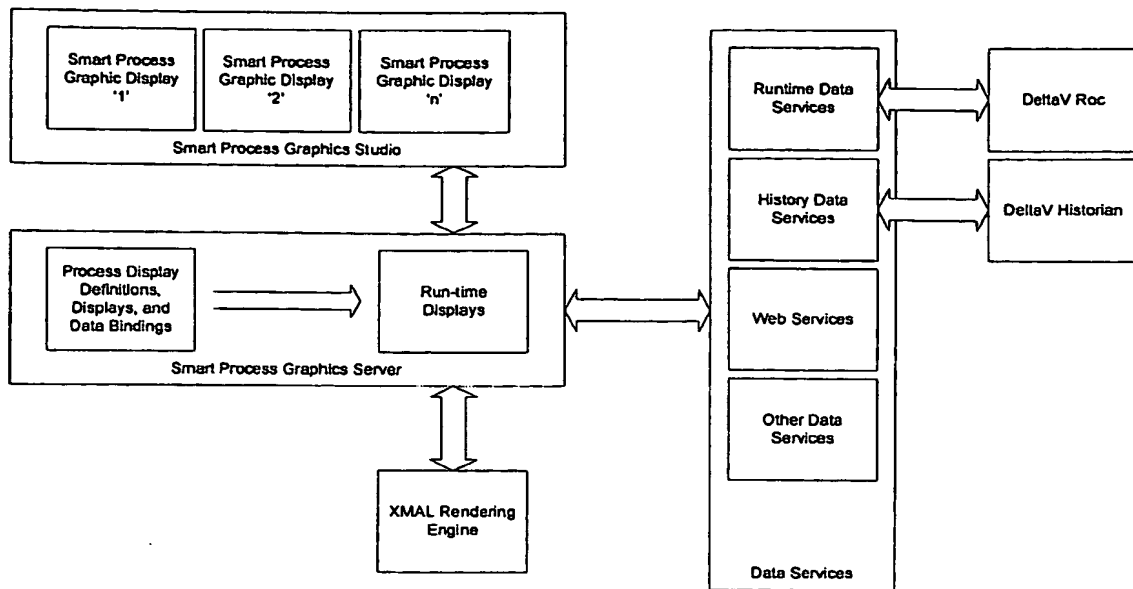 Smart Process
Graphic Display
'1'
Smart Process
Graphic Display
'2'
Smart Process
Graphic Display
'n'
Smart Process Graphics Studio
Process Display
Definitions,
Displays, and
Data Bindings
Run-time
Displays
Smart Process Graphics Server
XMAL Rendering
Engine
Runtime Data
Services
History Data
Services
Web Services
Other Data
Services
Data Services
DeltaV Roc
DeltaV Historian